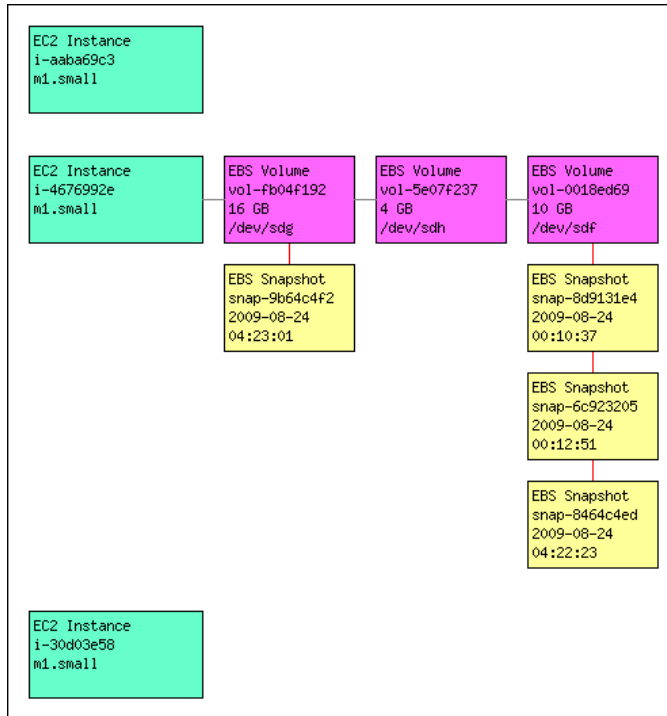 EC2 Instance
i-aaba69c3
m1.small
EC2 Instance
i-4676992e
m1.small
EBS Volume
vol-fb04f192
16 GB
/dev/sdg
EBS Volume
vol-5e07f237
4 GB
/dev/sdh
EBS Volume
vol-0018ed69
10 GB
/dev/sdf
EBS Snapshot
snap-9b64c4f2
2009-08-24
04:23:01
EBS Snapshot
snap-8d9131e4
2009-08-24
00:10:37
EBS Snapshot
snap-6c923205
2009-08-24
00:12:51
EBS Snapshot
snap-8464c4ed
2009-08-24
04:22:23
EC2 Instance
i-30d03e58
m1.small